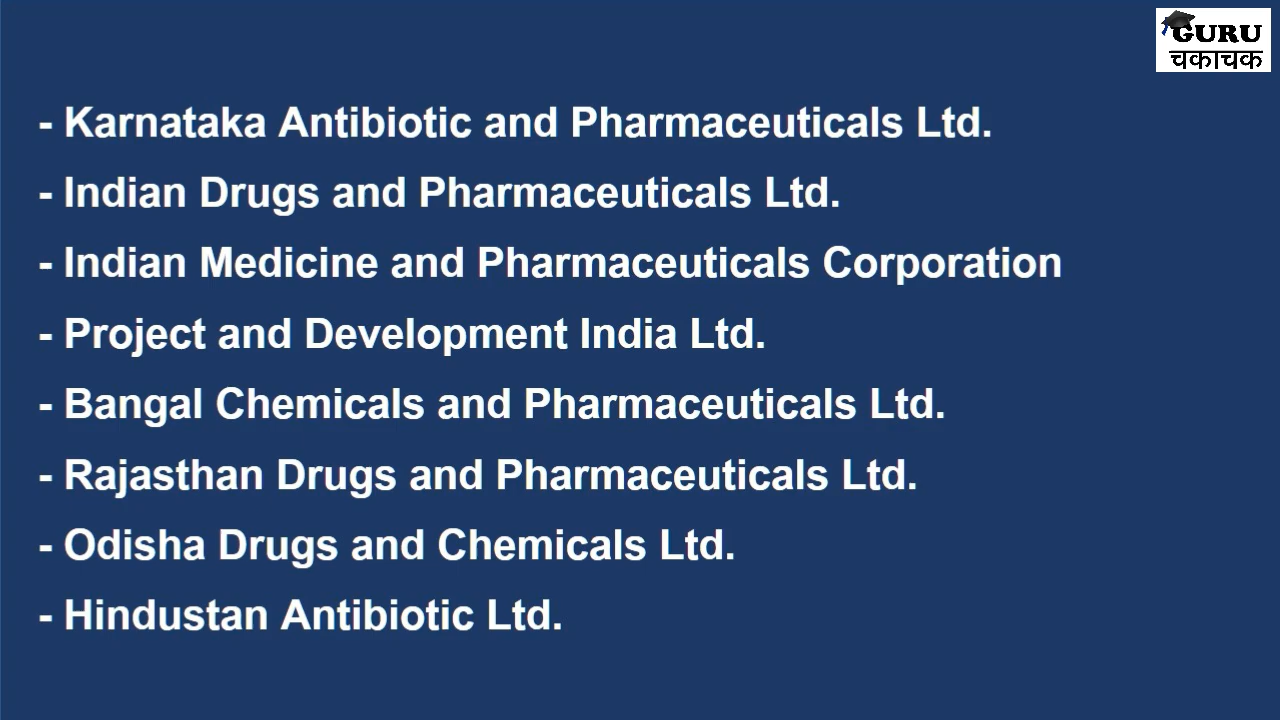 GURU
चकाचक
- Karnataka Antibiotic and Pharmaceuticals Ltd.
- Indian Drugs and Pharmaceuticals Ltd.
- Indian Medicine and Pharmaceuticals Corporation
- Project and Development India Ltd.
- Bangal Chemicals and Pharmaceuticals Ltd.
- Rajasthan Drugs and Pharmaceuticals Ltd.
- Odisha Drugs and Chemicals Ltd.
- Hindustan Antibiotic Ltd.